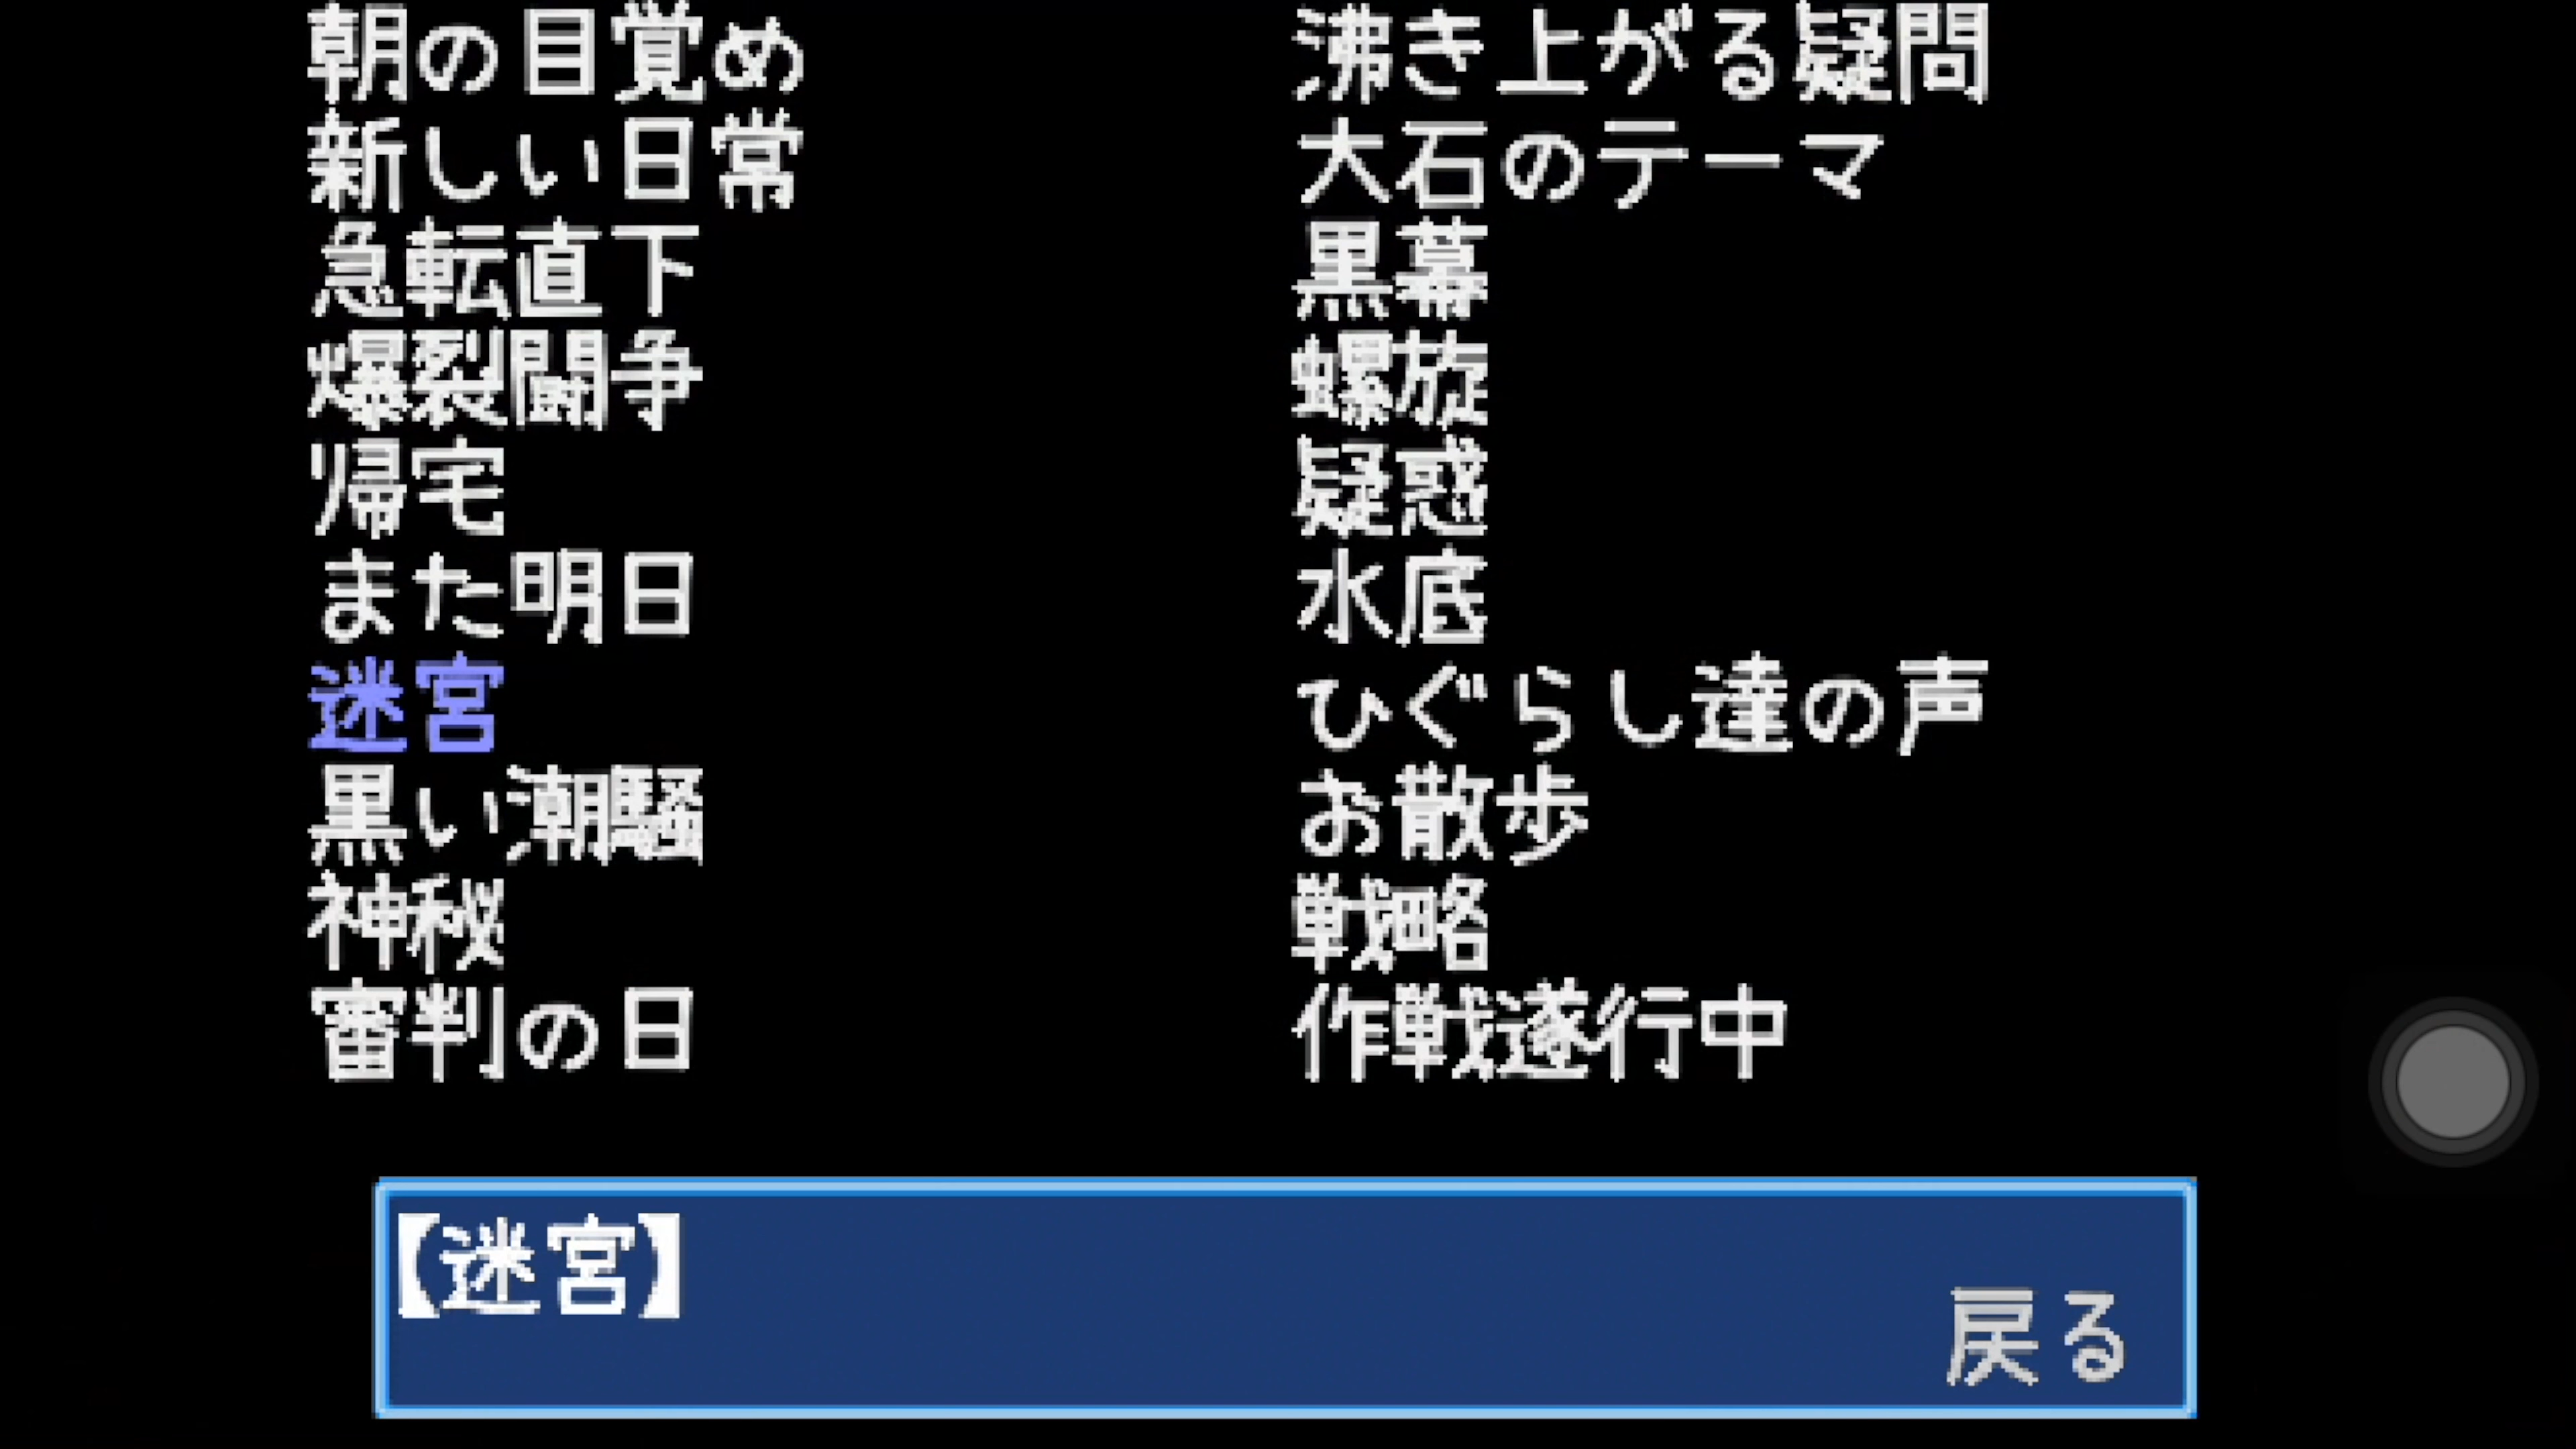 朝の目覚め
新しい日常
急転直下
爆裂闘争
帰宅
また明日
迷宮
黒い潮騒
神秘
審判の日
沸き上がる疑問
大石のテーマ
黒幕
螺旋
疑惑
水底
ひぐらし達の声
お散歩
戦略
作戦遂行中
【迷宮】
戻る